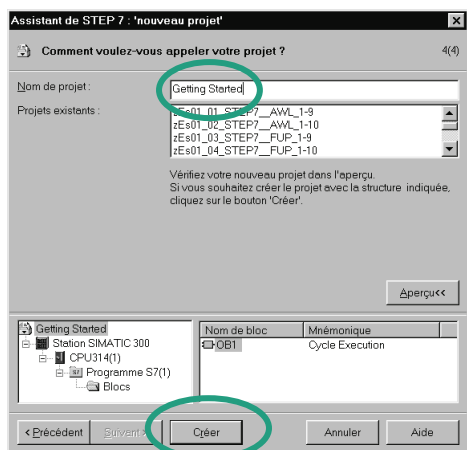 Assistant de STEP 7 : 'nouveau projet'
Comment voulez-vous appeler votre projet ? 4(4)
Nom de projet : Getting Started
Projets existants :
zEs01_01_STEP7__AWL_1-9
zEs01_02_STEP7__AWL_1-10
zEs01_03_STEP7__FUP_1-9
zEs01_04_STEP7__FUP_1-10
Vérifiez votre nouveau projet dans l'aperçu.
Si vous souhaitez créer le projet avec la structure indiquée,
cliquez sur le bouton 'Créer'.
Aperçu<<
Getting Started
Station SIMATIC 300
CPU314(1)
Programme S7(1)
Blocs
Nom de bloc Mnémonique
OB1 Cycle Execution
< Précédent Suivant > Créer Annuler Aide